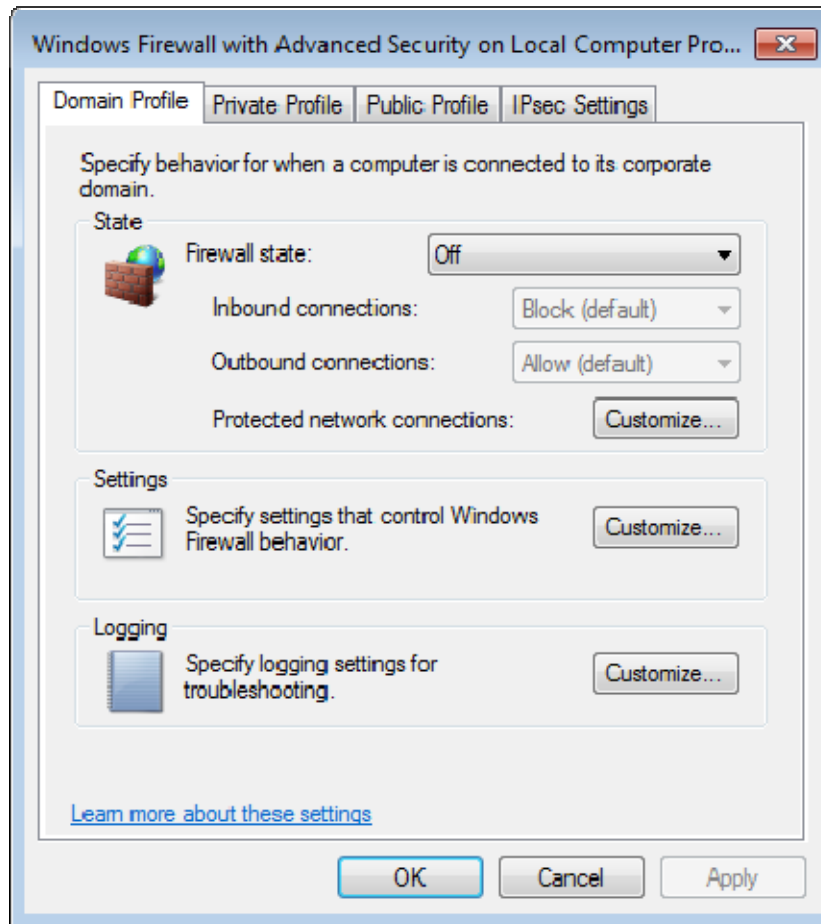 Windows Firewall with Advanced Security on Local Computer Pro...
Domain Profile Private Profile Public Profile IPsec Settings
Specify behavior for when a computer is connected to its corporate
domain.
State
Firewall state: Off
Inbound connections: Block (default)
Outbound connections: Allow (default)
Protected network connections: Customize...
Settings
Specify settings that control Windows
Firewall behavior.
Customize...
Logging
Specify logging settings for
troubleshooting.
Customize...
Learn more about these settings
OK Cancel Apply